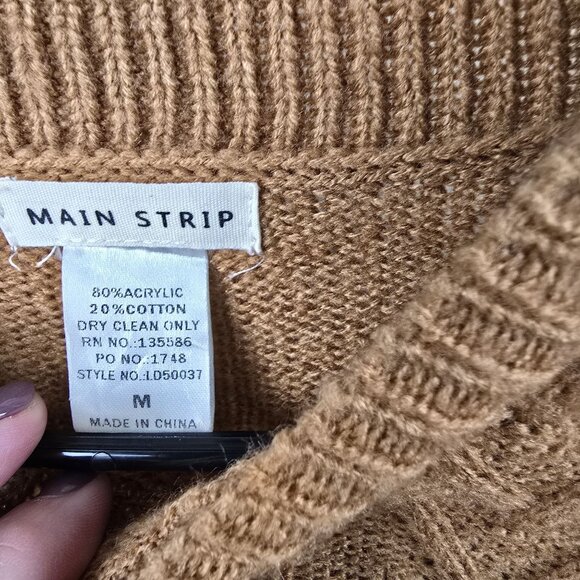 MAIN STRIP
80%ACRYLIC
20%COTTON
DRY CLEAN ONLY
RN NO.:135586
PO NO.:1748
STYLE NO.:LD50037
M
MADE IN CHINA